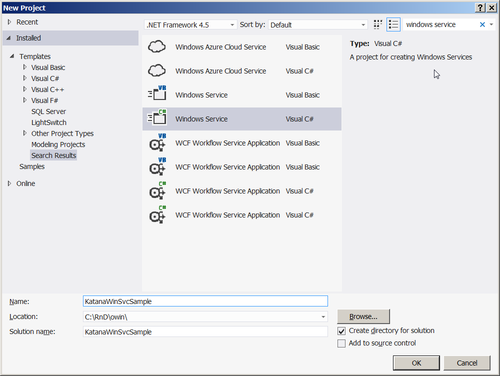 New Project
Recent
.NET Framework 4.5 Sort by: Default windows service
Installed
Templates
Visual Basic
Visual C#
Visual C++
Visual F#
SQL Server
LightSwitch
Other Project Types
Modeling Projects
Search Results
Samples
Online
Windows Azure Cloud Service Visual Basic
Windows Azure Cloud Service Visual C#
VB
Windows Service Visual Basic
C#
Windows Service Visual C#
VB
WCF Workflow Service Application Visual Basic
C#
WCF Workflow Service Application Visual C#
VB
WCF Workflow Service Application Visual Basic
C#
WCF Workflow Service Application Visual C#
Type: Visual C#
A project for creating Windows Services
Name: KatanaWinSvcSample
Location: C:\RnD\owin\ Browse...
Solution name: KatanaWinSvcSample
Create directory for solution
Add to source control
OK Cancel